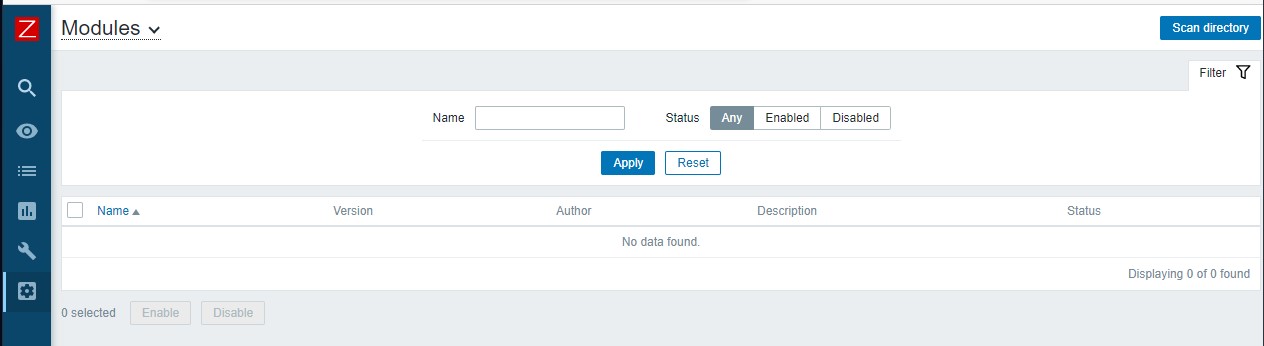 Z
Modules
Scan directory
Filter
Name
Status Any Enabled Disabled
Apply Reset
Name Version Author Description Status
No data found.
Displaying 0 of 0 found
0 selected Enable Disable